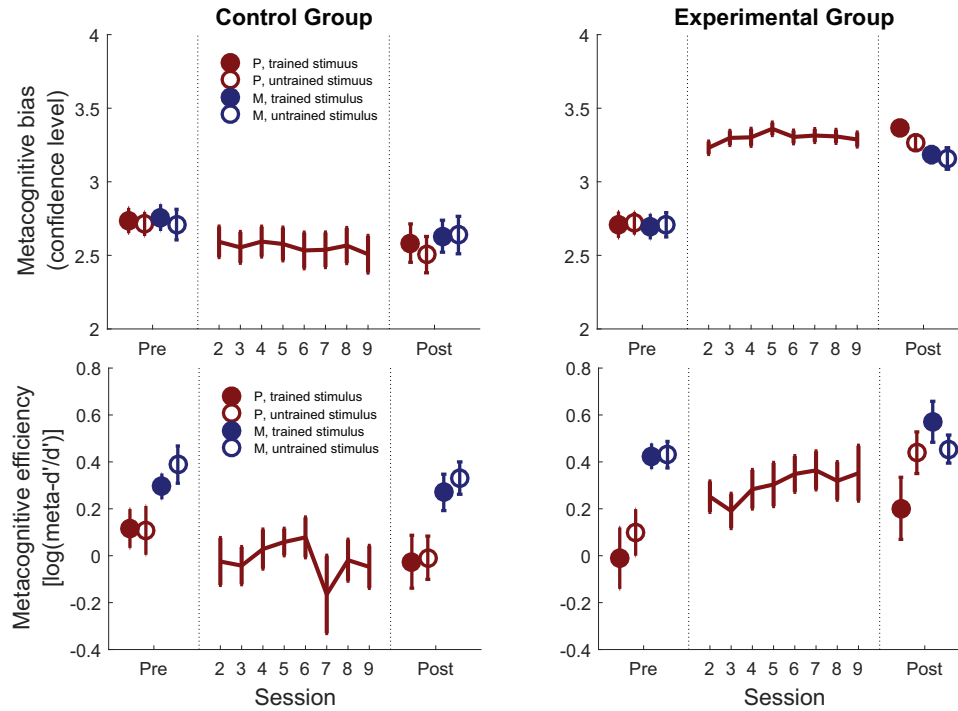 Control Group
Experimental Group
Metacognitive bias
(confidence level)
4
3.5
3
2.5
2
P, trained stimuus
P, untrained stimulus
M, trained stimulus
M, untrained stimulus
Pre
2 3 4 5 6 7 8 9
Post
4
3.5
3
2.5
2
Pre
2 3 4 5 6 7 8 9
Post
Metacognitive efficiency
[log(meta-d'/d')]
0.8
0.6
0.4
0.2
0
-0.2
-0.4
P, trained stimulus
P, untrained stimulus
M, trained stimulus
M, untrained stimulus
Pre
2 3 4 5 6 7 8 9
Post
Session
0.8
0.6
0.4
0.2
0
-0.2
-0.4
Pre
2 3 4 5 6 7 8 9
Post
Session